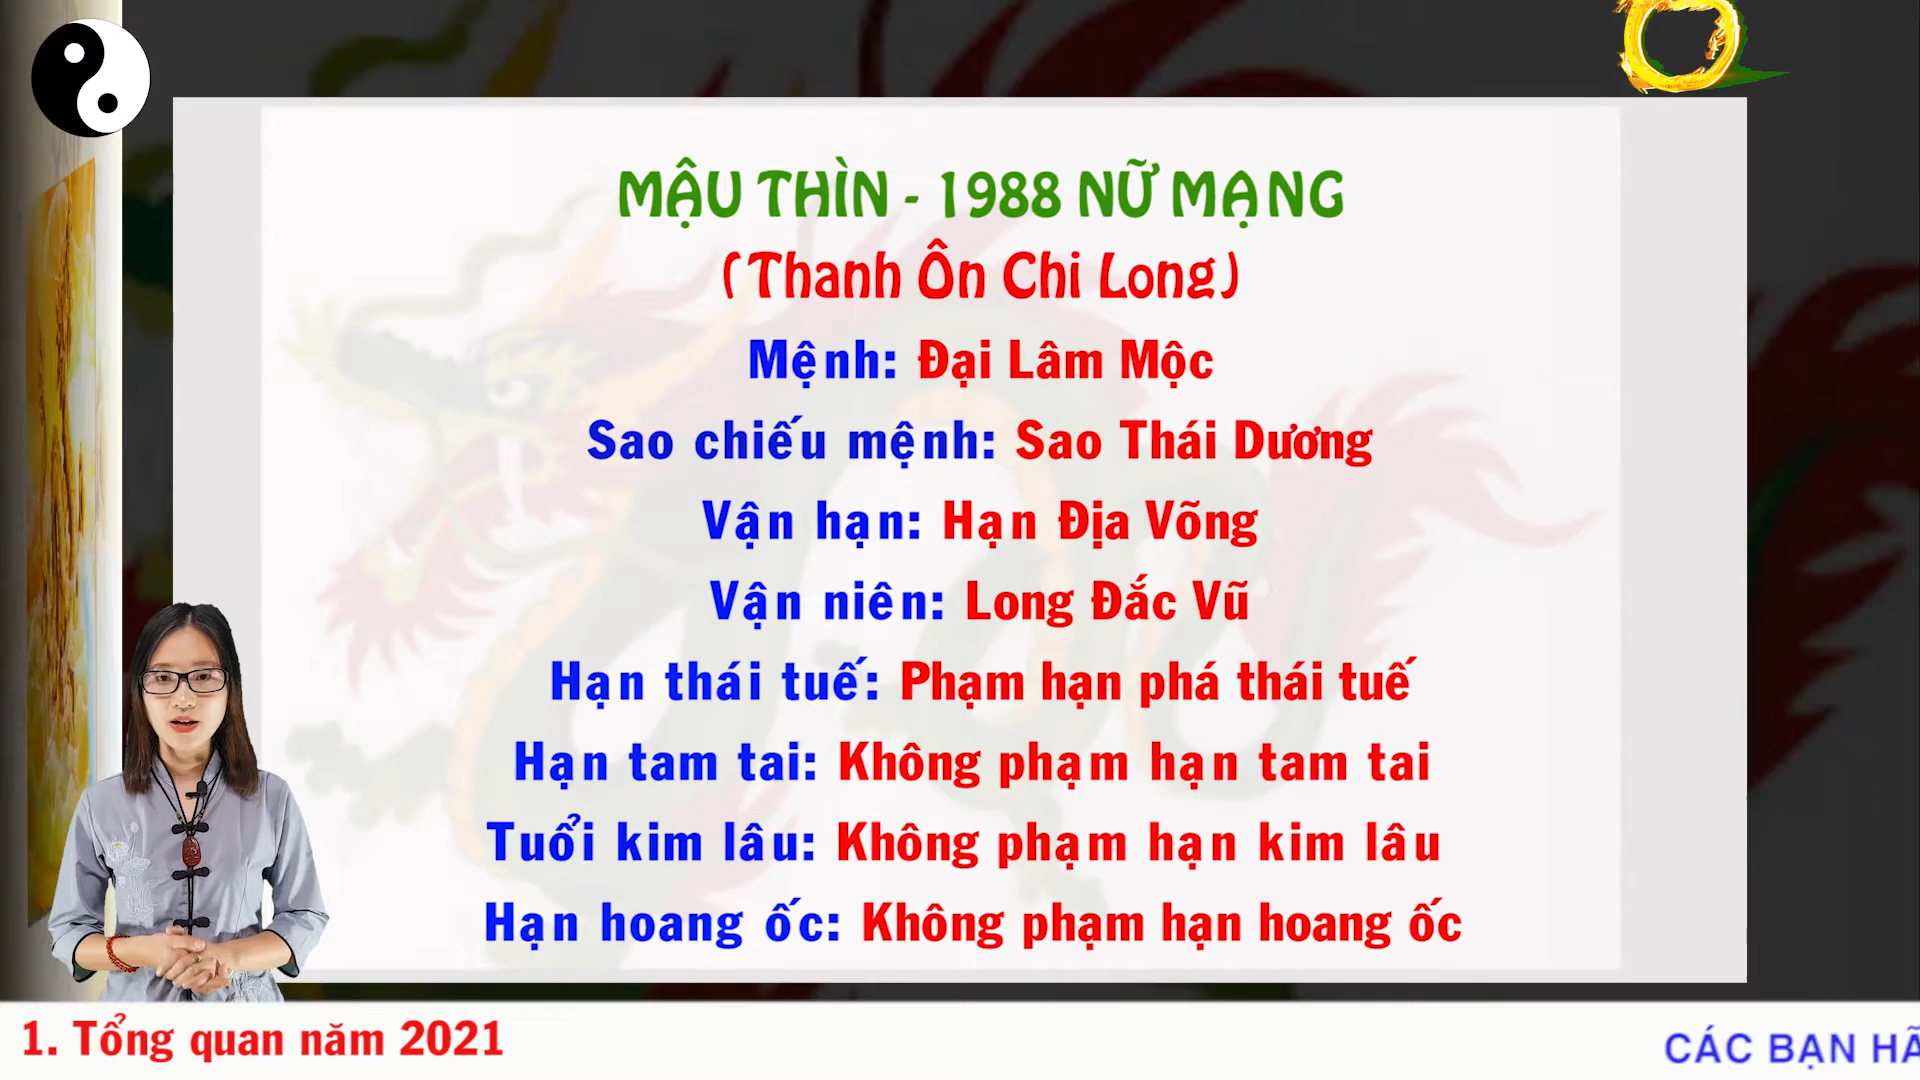 MẬU THÌN - 1988 NỮ MẠNG
(Thanh Ôn Chi Long)
Mệnh: Đại Lâm Mộc
Sao chiếu mệnh: Sao Thái Dương
Vận hạn: Hạn Địa Võng
Vận niên: Long Đắc Vũ
Hạn thái tuế: Phạm hạn phá thái tuế
Hạn tam tai: Không phạm hạn tam tai
Tuổi kim lâu: Không phạm hạn kim lâu
Hạn hoang ốc: Không phạm hạn hoang ốc
1. Tổng quan năm 2021
CÁC BẠN HÃ